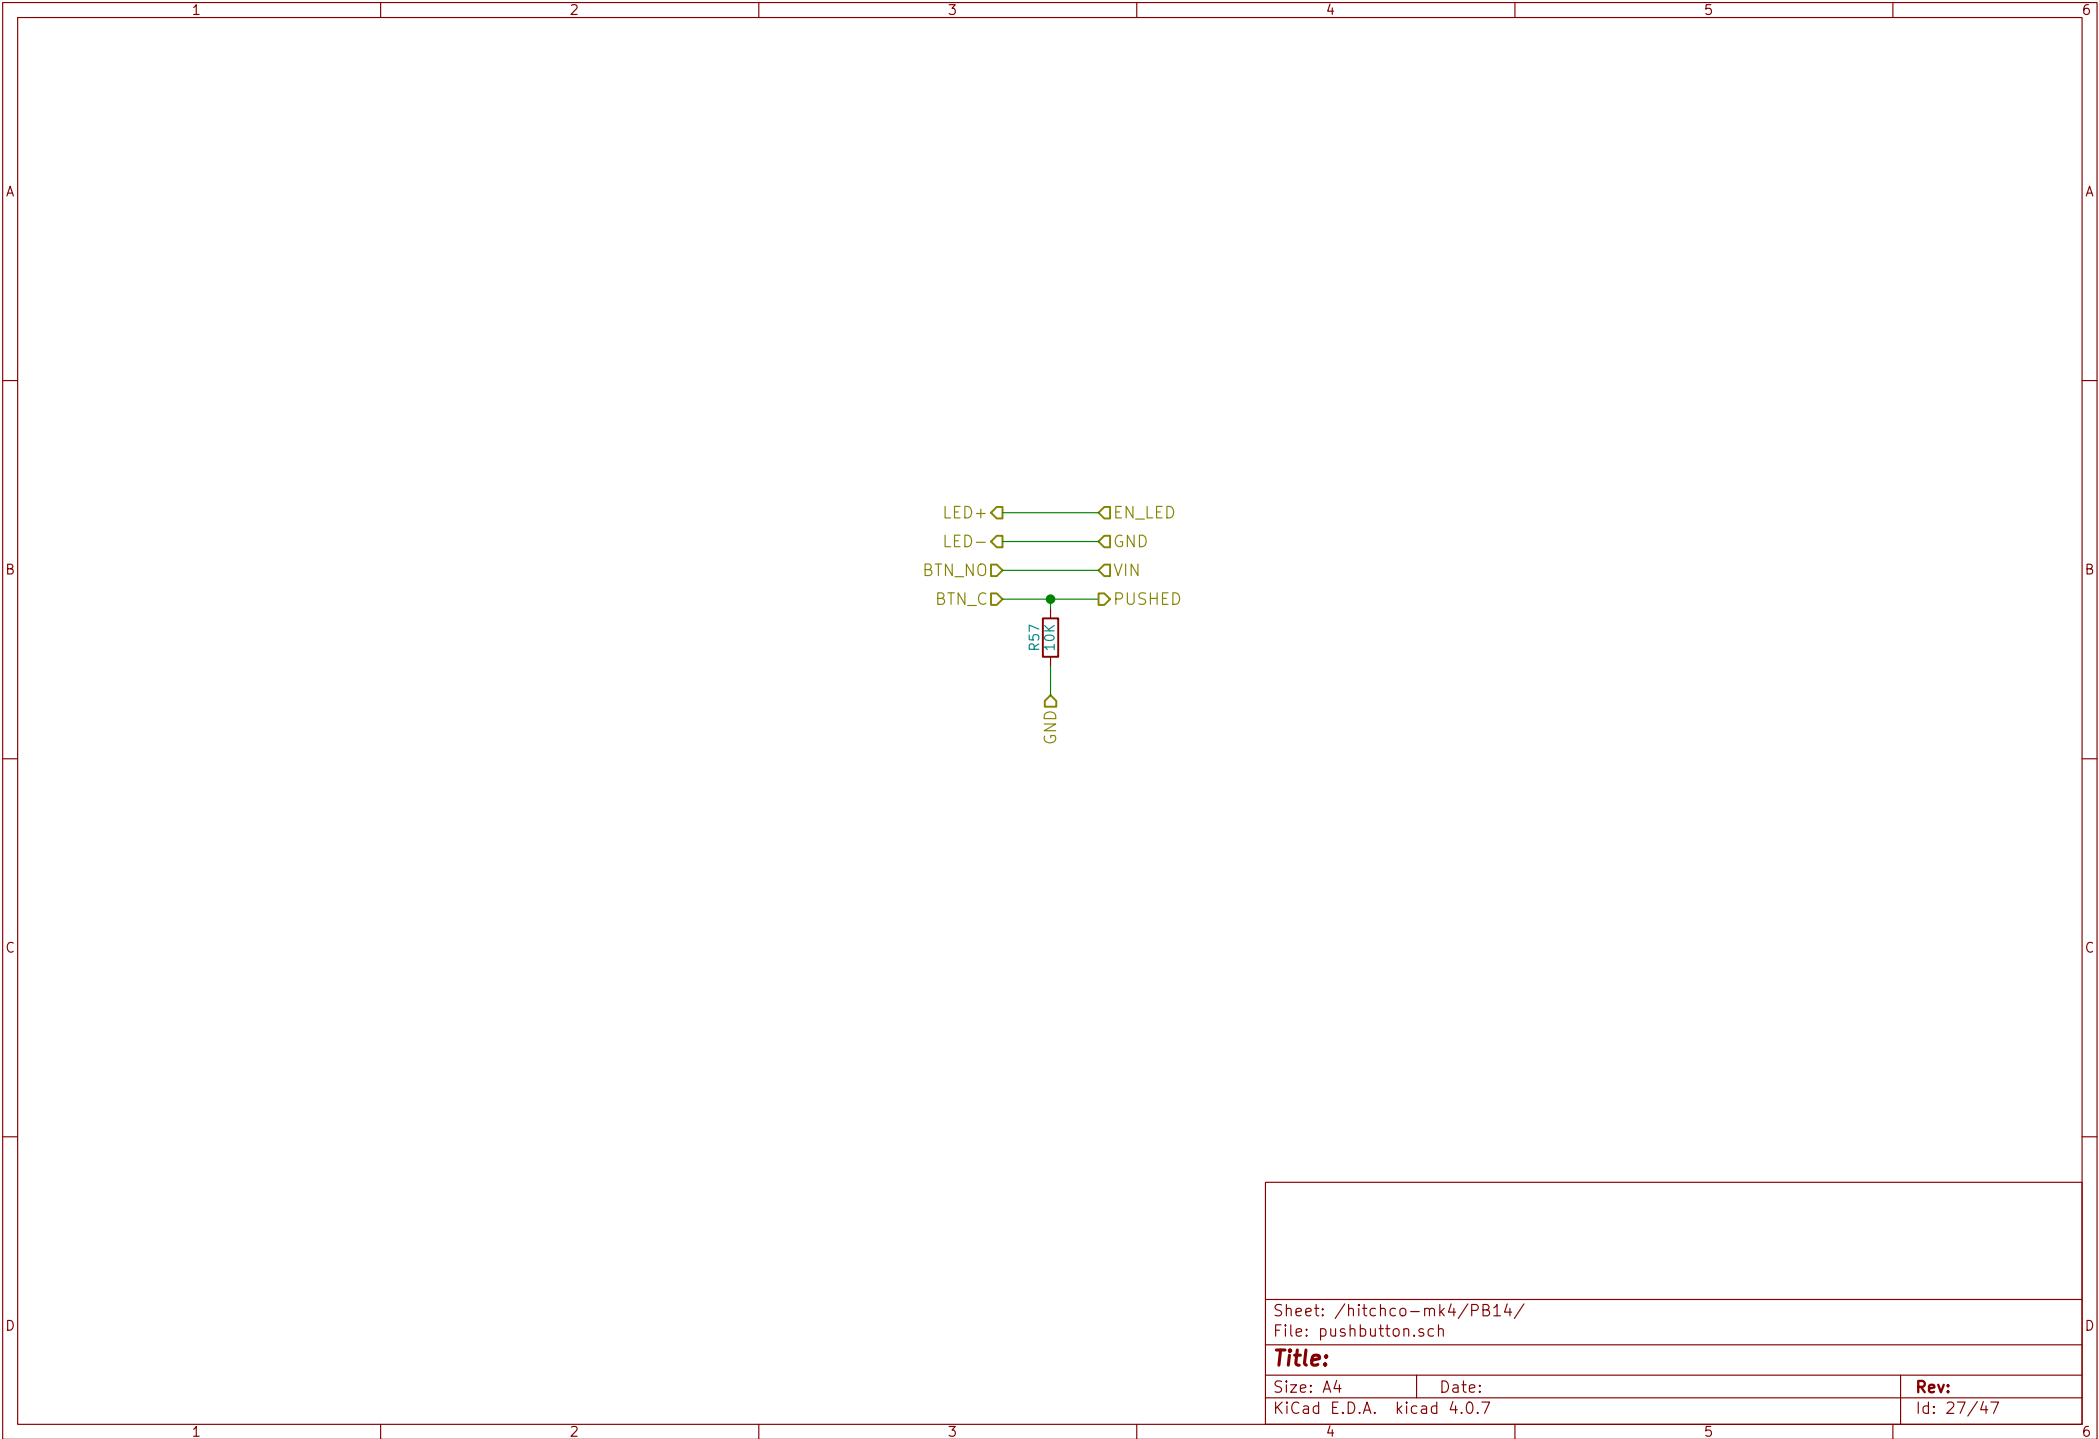 1 2 3 4 5 6
A A
LED+ EN_LED
LED- GND
BTN_NO VIN
B B
BTN_C PUSHED
R57
10K
GND
C C
Sheet: /hitchco-mk4/PB14/
D D
File: pushbutton.sch
Title:
Size: A4 Date: Rev:
KiCad E.D.A. kicad 4.0.7 Id: 27/47
1 2 3 4 5 6